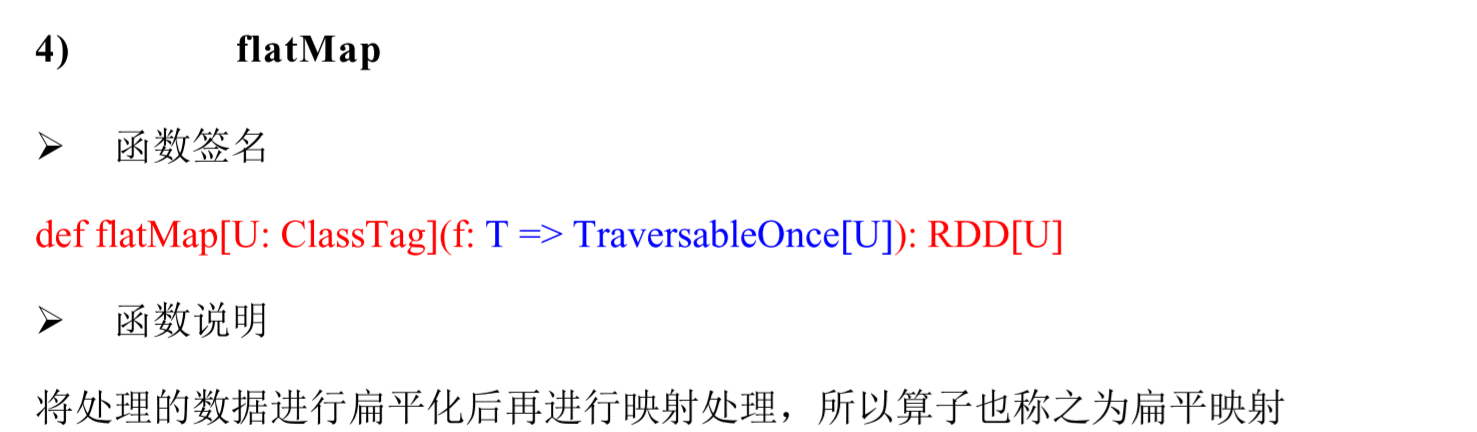 4) flatMap
➢ 函数签名
def flatMap[U: ClassTag](f: T => TraversableOnce[U]): RDD[U]
➢ 函数说明
将处理的数据进行扁平化后再进行映射处理，所以算子也称之为扁平映射